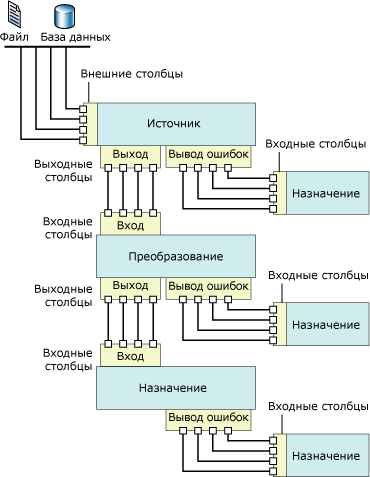 Файл
База данных
Внешние столбцы
Источник
Выход
Вывод ошибок
Входные столбцы
Выходные
столбцы
Назначение
Входные
столбцы
Вход
Преобразование
Входные столбцы
Выход
Вывод ошибок
Выходные
столбцы
Назначение
Входные
столбцы
Вход
Назначение
Входные столбцы
Вывод ошибок
Назначение